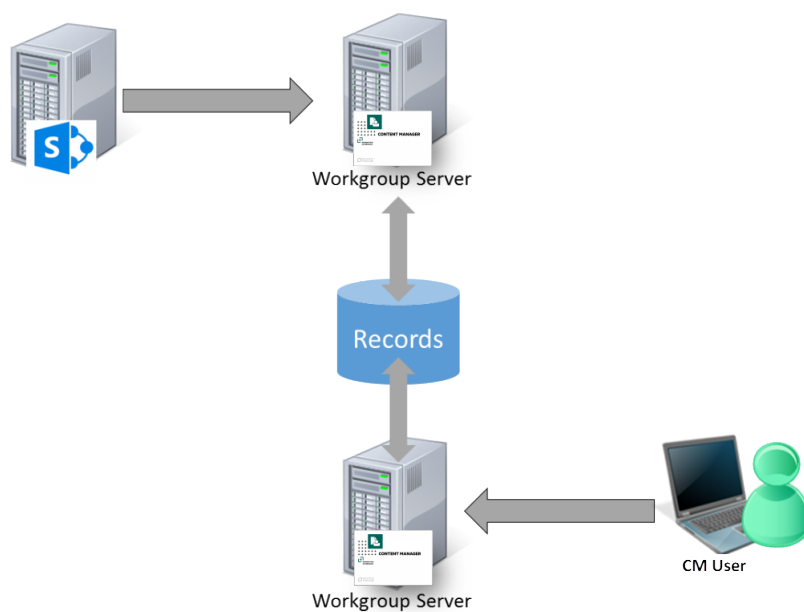 S
CONTENT MANAGER
Workgroup Server
Records
CONTENT MANAGER
Workgroup Server
CM User